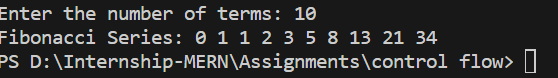 Enter the number of terms: 10
Fibonacci Series: 0 1 1 2 3 5 8 13 21 34
PS D:\Internship-MERN\Assignments\control flow>